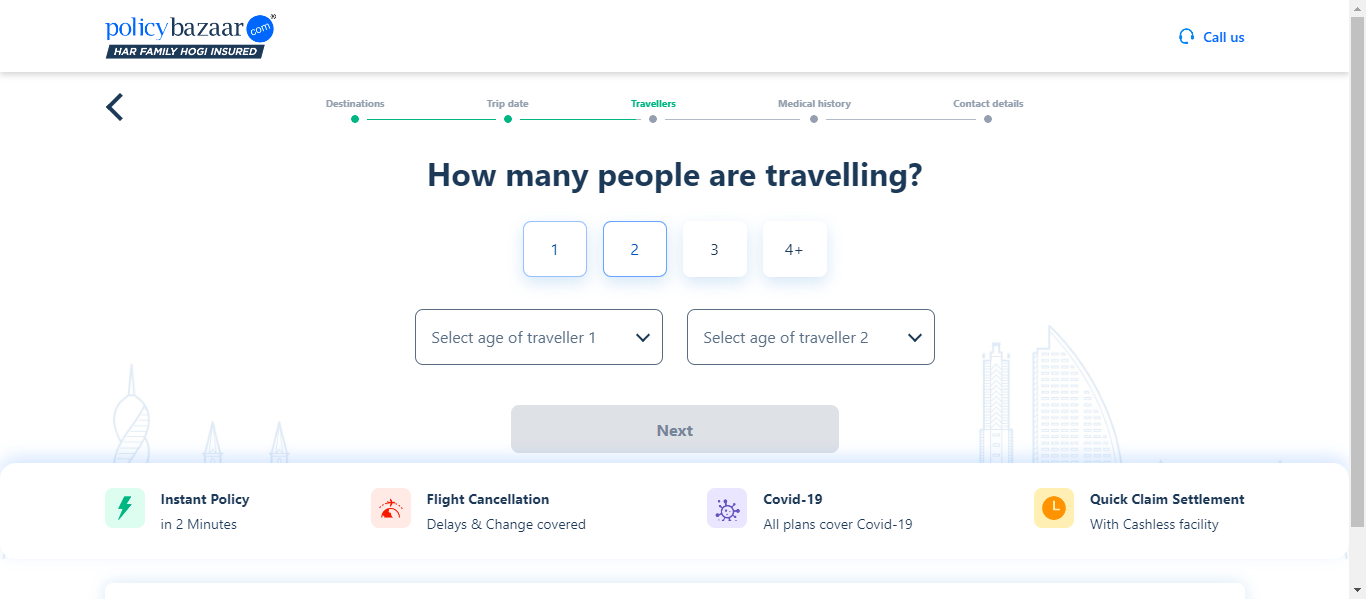 policybazaar.com®
HAR FAMILY HOGI INSURED
Call us
Destinations
Trip date
Travellers
Medical history
Contact details
How many people are travelling?
1
2
3
4+
Select age of traveller 1
Select age of traveller 2
Next
Instant Policy
in 2 Minutes
Flight Cancellation
Delays & Change covered
Covid-19
All plans cover Covid-19
Quick Claim Settlement
With Cashless facility